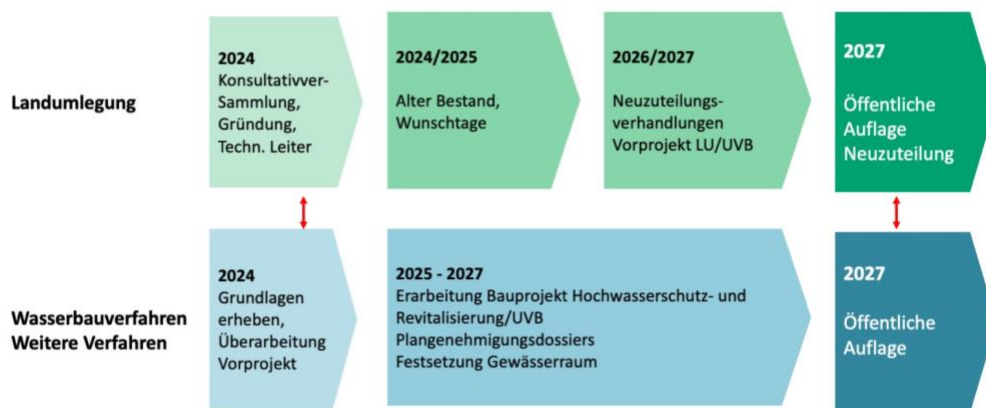 Landumlegung
2024
Konsultativver-
Sammlung,
Gründung,
Techn. Leiter
2024/2025
Alter Bestand,
Wunschtage
2026/2027
Neuzuteilungs-
verhandlungen
Vorprojekt LU/UVB
2027
Öffentliche
Auflage
Neuzuteilung
Wasserbauverfahren
Weitere Verfahren
2024
Grundlagen
erheben,
Überarbeitung
Vorprojekt
2025 - 2027
Erarbeitung Bauprojekt Hochwasserschutz- und
Revitalisierung/UVB
Plangenehmigungsdossiers
Festsetzung Gewässerraum
2027
Öffentliche
Auflage